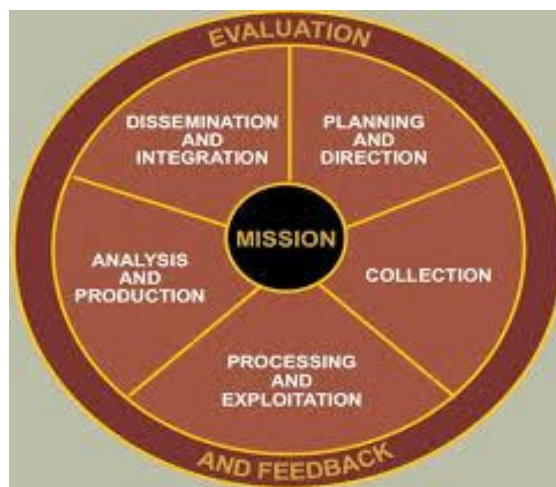 EVALUATION
DISSEMINATION
AND
INTEGRATION
PLANNING
AND
DIRECTION
MISSION
ANALYSIS
AND
PRODUCTION
COLLECTION
PROCESSING
AND
EXPLOITATION
AND FEEDBACK